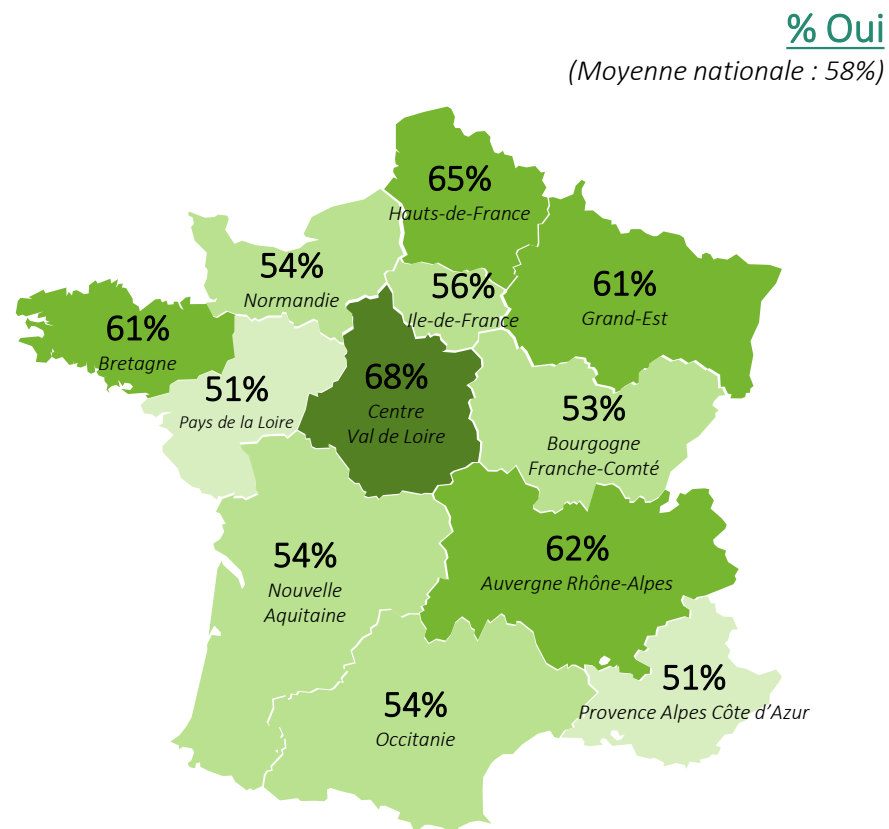 % Oui
(Moyenne nationale : 58%)
65%
Hauts-de-France
54%
Normandie
56%
Ile-de-France
61%
Grand-Est
61%
Bretagne
51%
Pays de la Loire
68%
Centre
Val de Loire
53%
Bourgogne
Franche-Comté
54%
Nouvelle
Aquitaine
62%
Auvergne Rhône-Alpes
51%
Provence Alpes Côte d’Azur
54%
Occitanie